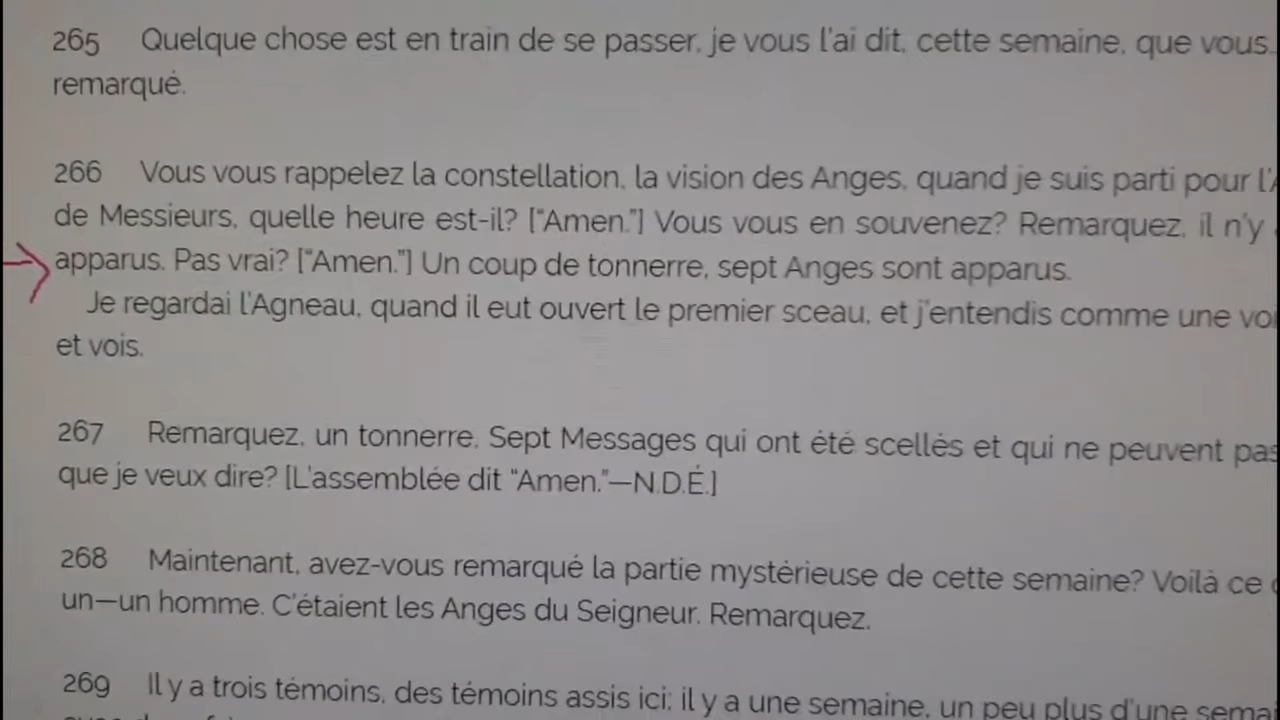 265 Quelque chose est en train de se passer, je vous l'ai dit, cette semaine, que vous
remarqué.
266 Vous vous rappelez la constellation, la vision des Anges, quand je suis parti pour
de Messieurs, quelle heure est-il? ["Amen."] Vous vous en souvenez? Remarquez, il n'y
apparus. Pas vrai? ["Amen."] Un coup de tonnerre, sept Anges sont apparus.
Je regardai l'Agneau, quand il eut ouvert le premier sceau, et j'entendis comme une
et vois.
267 Remarquez, un tonnerre. Sept Messages qui ont été scellés et qui ne peuvent pas
que je veux dire? [L'assemblée dit "Amen."—N.D.É.]
268 Maintenant, avez-vous remarqué la partie mystérieuse de cette semaine? Voilà ce
un—un homme. C'étaient les Anges du Seigneur. Remarquez.
269 Il y a trois témoins, des témoins assis ici; il y a une semaine, un peu plus d'une